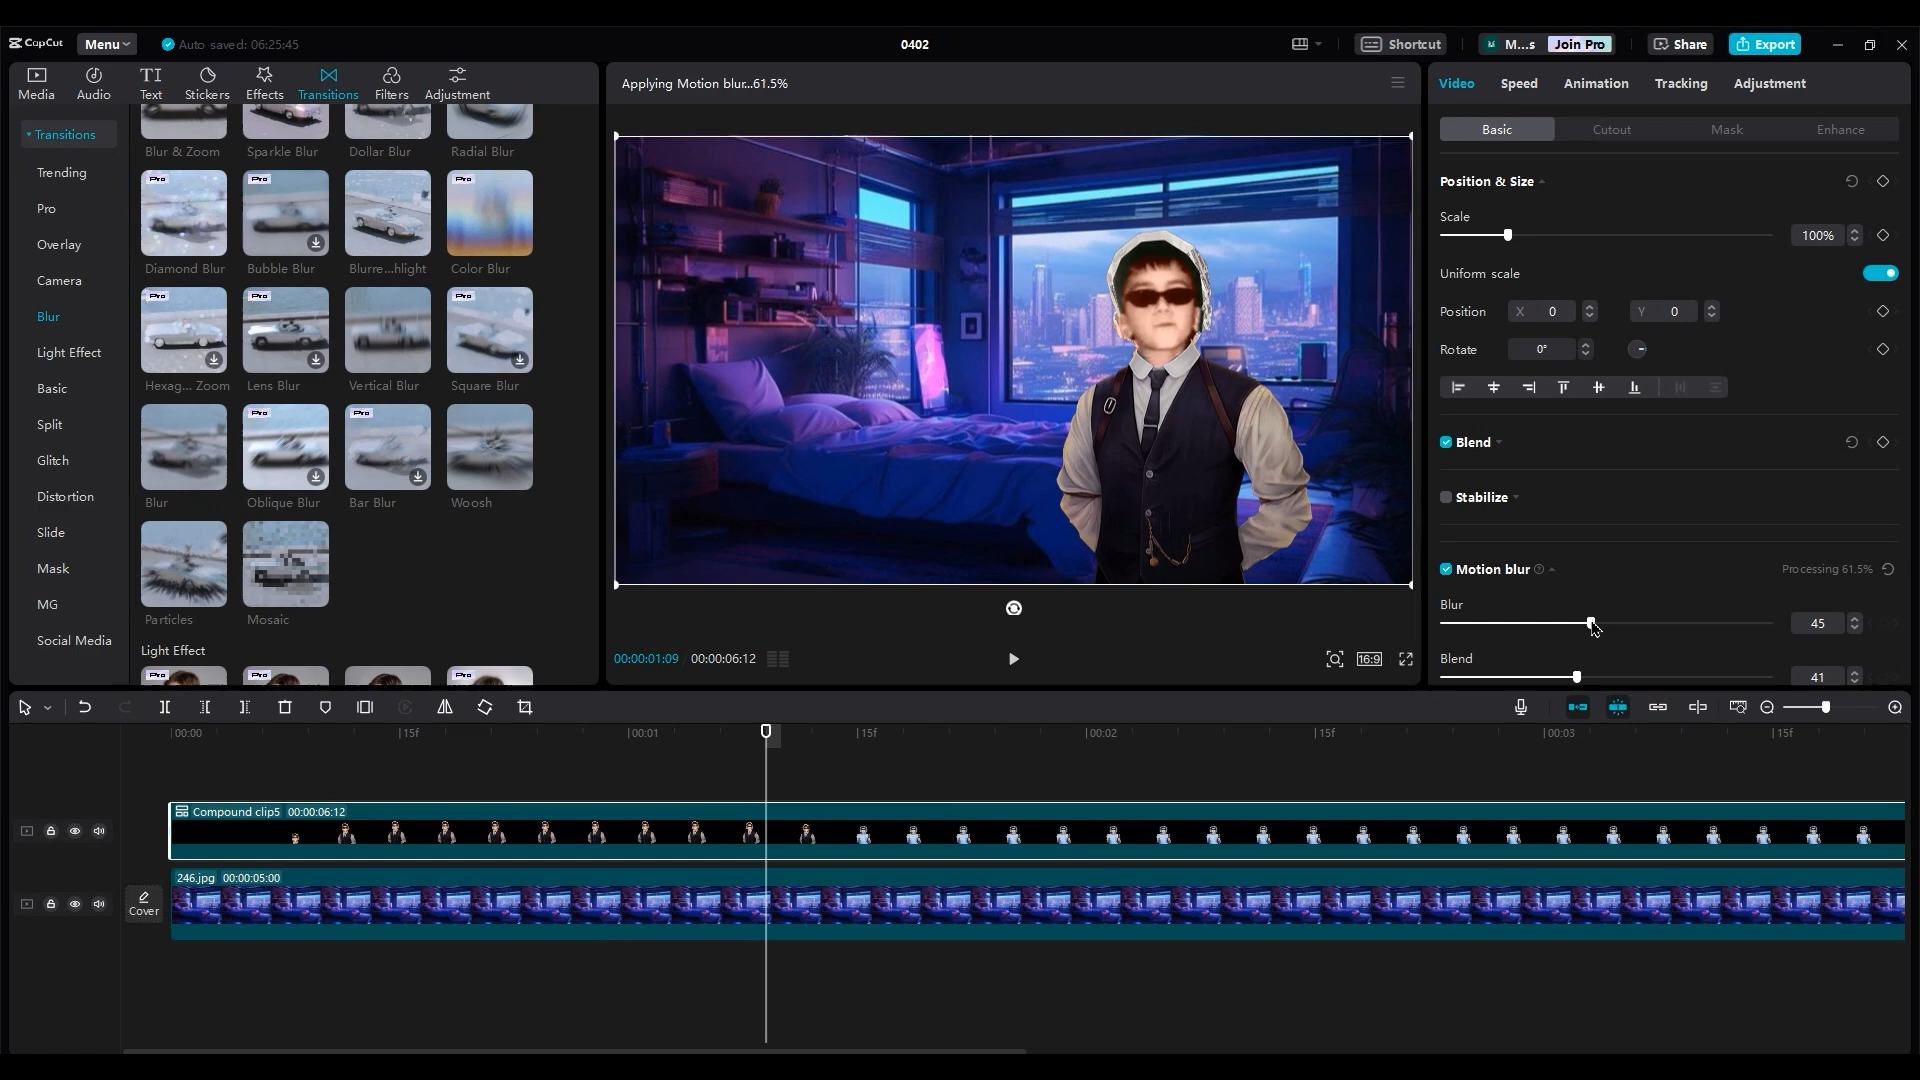 CapCut
Menu
Auto saved: 06:25:45
0402
Shortcut
M...s
Join Pro
Share
Export
Media
Audio
TI
Text
Stickers
Effects
Transitions
Filters
Adjustment
Transitions
Trending
Pro
Overlay
Camera
Blur
Light Effect
Basic
Split
Glitch
Distortion
Slide
Mask
MG
Social Media
Blur & Zoom
Sparkle Blur
Dollar Blur
Radial Blur
Pro
Pro
Pro
Diamond Blur
Bubble Blur
Blurre...hlight
Color Blur
Pro
Pro
Pro
Hexag... Zoom
Lens Blur
Vertical Blur
Square Blur
Pro
Pro
Blur
Oblique Blur
Bar Blur
Woosh
Particles
Mosaic
Light Effect
Pro
Pro
Applying Motion blur...61.5%
00:00:01:09
00:00:06:12
16:9
Video
Speed
Animation
Tracking
Adjustment
Basic
Cutout
Mask
Enhance
Position & Size
Scale
100%
Uniform scale
Position
X 0
Y 0
Rotate
0°
Blend
Stabilize
Motion blur
Processing 61.5%
Blur
45
Blend
41
00:00
15f
00:01
15f
00:02
15f
00:03
15f
Compound clip5 00:00:06:12
246.jpg 00:00:05:00
Cover